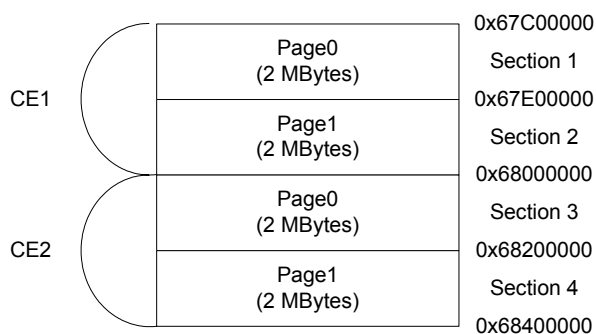 0x67C00000
Page0
(2 MBytes)
Section 1
CE1
0x67E00000
Page1
(2 MBytes)
Section 2
0x68000000
Page0
(2 MBytes)
Section 3
CE2
0x68200000
Page1
(2 MBytes)
Section 4
0x68400000